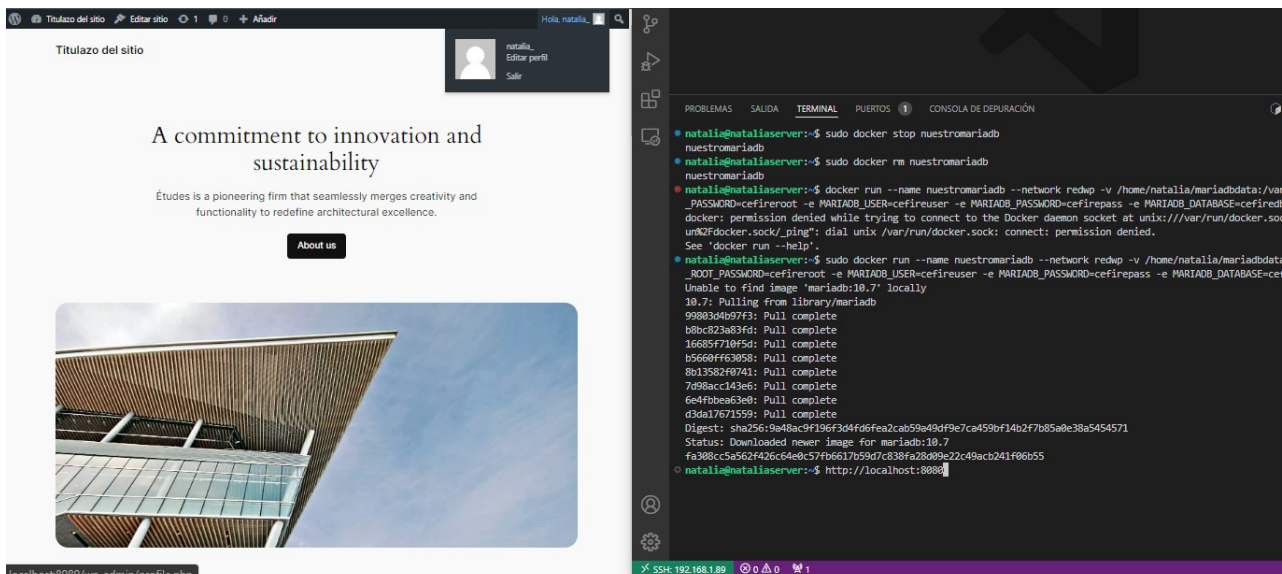 Titulazo del sitio Editar sitio 1 0 Añadir Hola, natalia_
Titulazo del sitio
natalia_
Editar perfil
Salir
A commitment to innovation and
sustainability
Études is a pioneering firm that seamlessly merges creativity and
functionality to redefine architectural excellence.
About us
localhost:8080/wp-admin/profile.php
PROBLEMAS SALIDA TERMINAL PUERTOS 1 CONSOLA DE DEPURACIÓN
natalia@nataliaserver:~$ sudo docker stop nuestromariadb
nuestromariadb
natalia@nataliaserver:~$ sudo docker rm nuestromariadb
nuestromariadb
natalia@nataliaserver:~$ docker run --name nuestromariadb --network redwp -v /home/natalia/mariadbdata:/var
_PASSWORD=cefireroot -e MARIADB_USER=cefireuser -e MARIADB_PASSWORD=cefirepass -e MARIADB_DATABASE=cefiredb
docker: permission denied while trying to connect to the Docker daemon socket at unix:///var/run/docker.soc
un%2Fdocker.sock/_ping": dial unix /var/run/docker.sock: connect: permission denied.
See 'docker run --help'.
natalia@nataliaserver:~$ sudo docker run --name nuestromariadb --network redwp -v /home/natalia/mariadbdata
_ROOT_PASSWORD=cefireroot -e MARIADB_USER=cefireuser -e MARIADB_PASSWORD=cefirepass -e MARIADB_DATABASE=cef
Unable to find image 'mariadb:10.7' locally
10.7: Pulling from library/mariadb
99803d4b97f3: Pull complete
b8bc823a83fd: Pull complete
16685f710f5d: Pull complete
b5660ff63058: Pull complete
8b13582f0741: Pull complete
7d98acc143e6: Pull complete
6e4fbbea63e0: Pull complete
d3da17671559: Pull complete
Digest: sha256:9a48ac9f196f3d4fd6fea2cab59a49df9e7ca459bf14b2f7b85a0e38a5454571
Status: Downloaded newer image for mariadb:10.7
fa308cc5a562f426c64e0c57fb6617b59d7c838fa28d09e22c49acb241f06b55
natalia@nataliaserver:~$ http://localhost:8080
SSH: 192.168.1.89 0 0 1